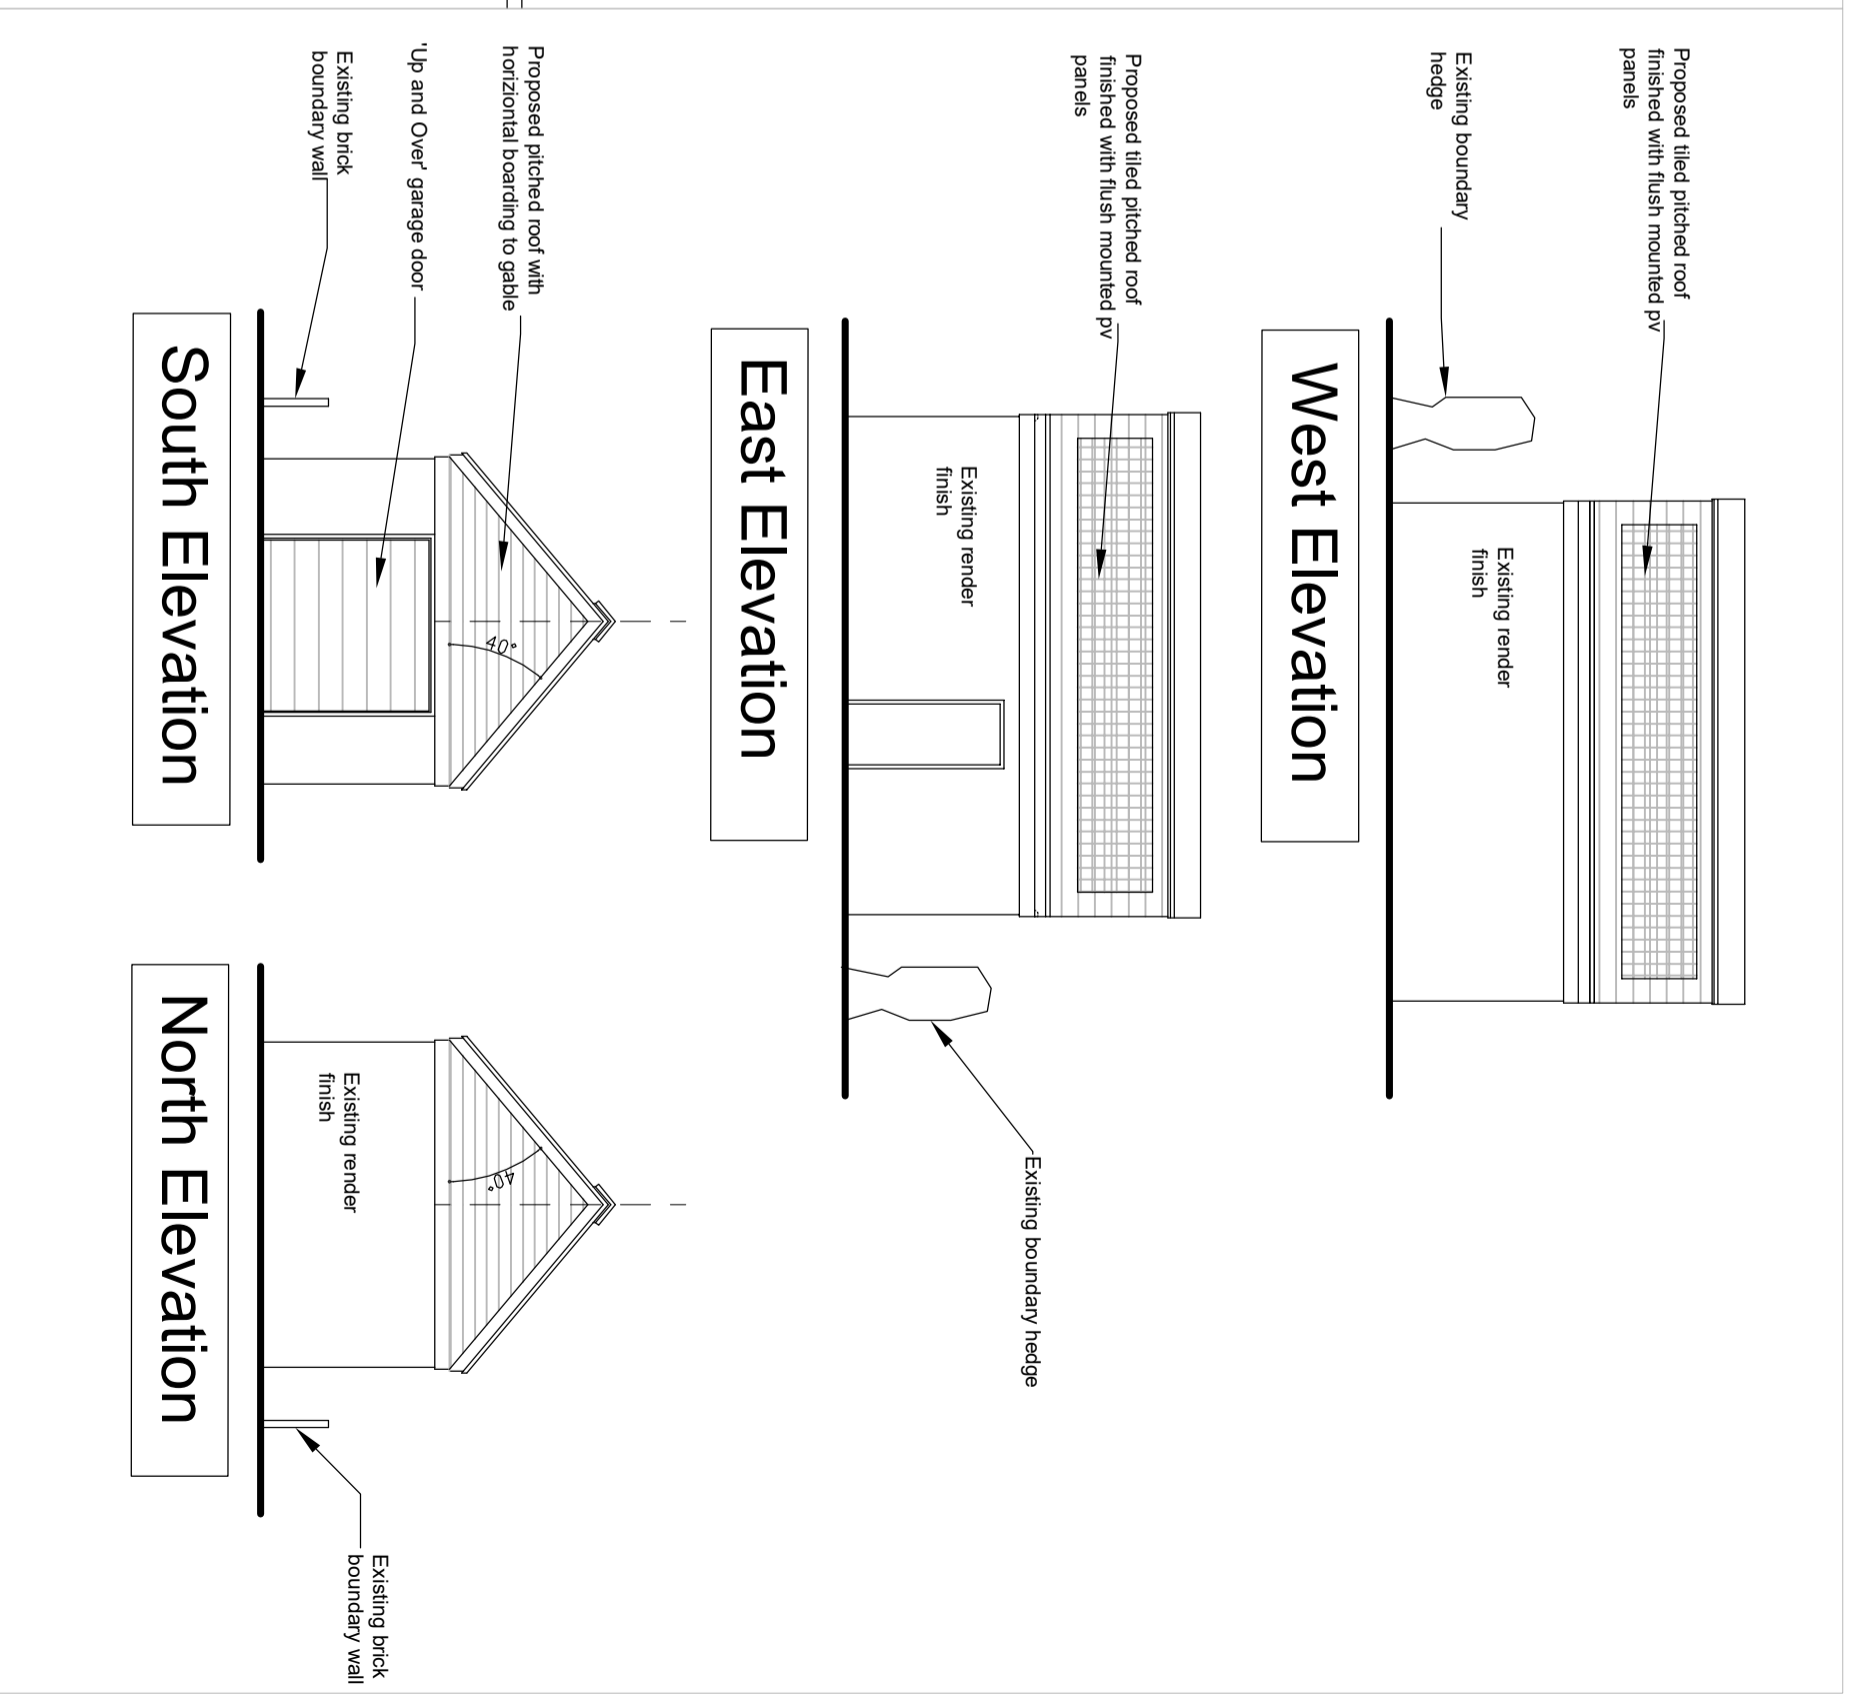 Proposed tiled pitched roof
finished with flush mounted pv
panels
Existing boundary
hedge
Existing render
finish
West Elevation
Proposed tiled pitched roof
finished with flush mounted pv
panels
Existing render
finish
Existing boundary hedge
East Elevation
Proposed pitched roof with
horiziontal boarding to gable
'Up and Over' garage door
Existing brick
boundary wall
40°
South Elevation
40°
Existing render
finish
Existing brick
boundary wall
North Elevation